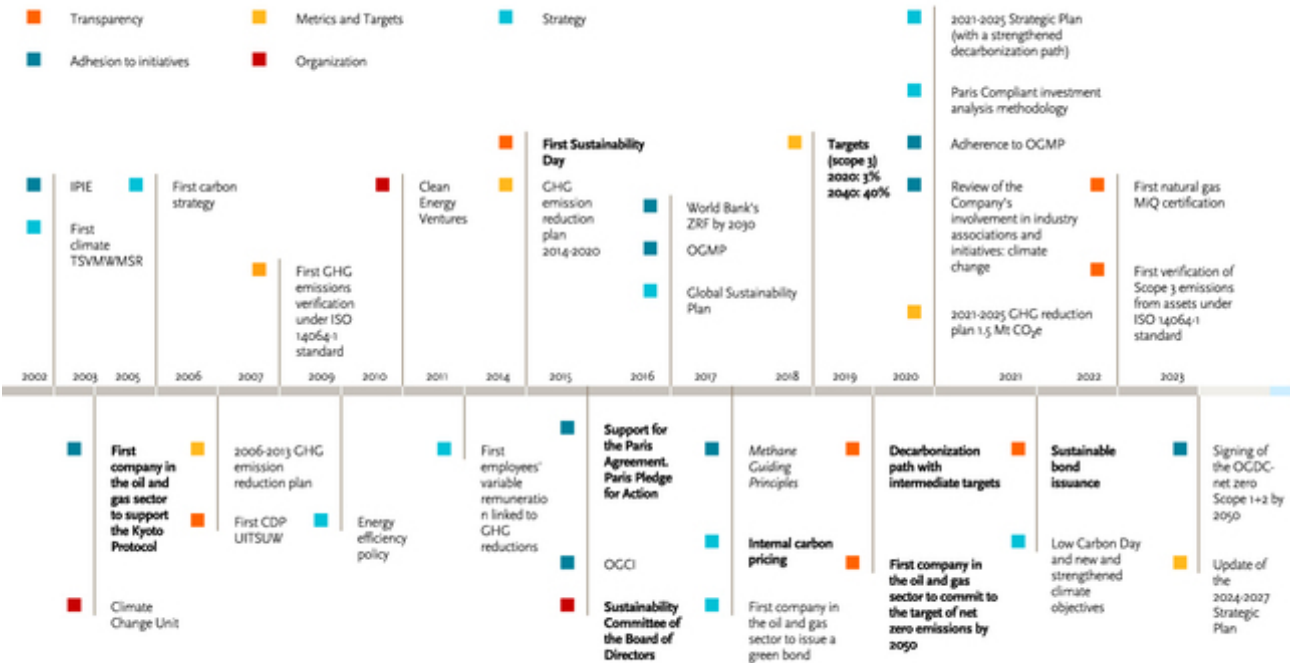 Transparency
Metrics and Targets
Strategy
Adhesion to initiatives
Organization
IPIE
First
climate
TSVMWMSR
First carbon
strategy
First GHG
emissions
verification
under ISO
14064-1
standard
Clean
Energy
Ventures
First Sustainability
Day
GHG
emission
reduction
plan
2014-2020
World Bank's
ZRF by 2030
OGMP
Global Sustainability
Plan
Targets
(scope 3)
2020: 3%
2040: 40%
2021-2025 Strategic Plan
(with a strengthened
decarbonization path)
Paris Compliant investment
analysis methodology
Adherence to OGMP
Review of the
Company's
involvement in industry
associations and
initiatives: climate
change
2021-2025 GHG reduction
plan 1.5 Mt CO₂e
First natural gas
MiQ certification
First verification of
Scope 3 emissions
from assets under
ISO 14064-1
standard
2002 2003 2005 2006 2007 2009 2010 2011 2014 2015 2016 2017 2018 2019 2020 2021 2022 2023
First
company in
the oil and
gas sector
to support
the Kyoto
Protocol
Climate
Change Unit
2006-2013 GHG
emission
reduction plan
First CDP
UITSUW
Energy
efficiency
policy
First
employees'
variable
remuneratio
n linked to
GHG
reductions
Support for
the Paris
Agreement.
Paris Pledge
for Action
OGCI
Sustainability
Committee of
the Board of
Directors
Methane
Guiding
Principles
Internal carbon
pricing
First company in
the oil and gas
sector to issue a
green bond
Decarbonization
path with
intermediate targets
First company in
the oil and gas
sector to commit to
the target of net
zero emissions by
2050
Sustainable
bond
issuance
Low Carbon Day
and new and
strengthened
climate
objectives
Signing of
the OGDC-
net zero
Scope 1+2 by
2050
Update of
the
2024-2027
Strategic
Plan